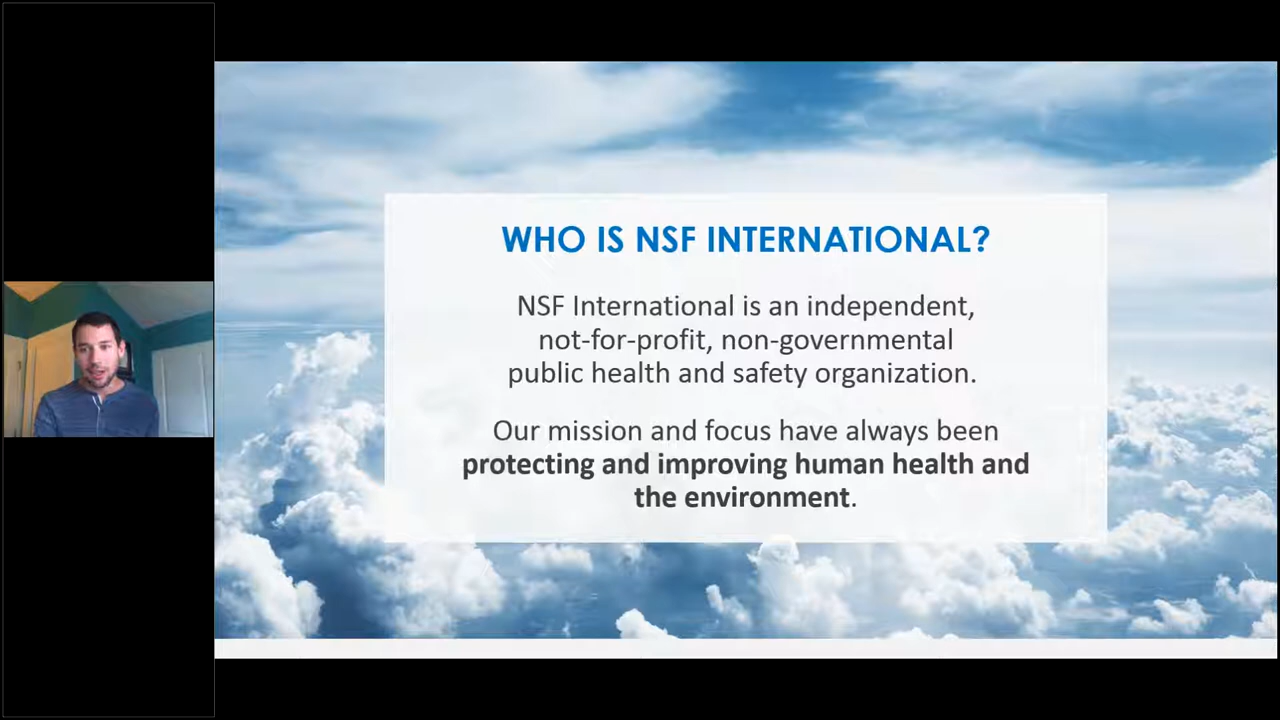 WHO IS NSF INTERNATIONAL?
NSF International is an independent,
not-for-profit, non-governmental
public health and safety organization.
Our mission and focus have always been
protecting and improving human health and
the environment.